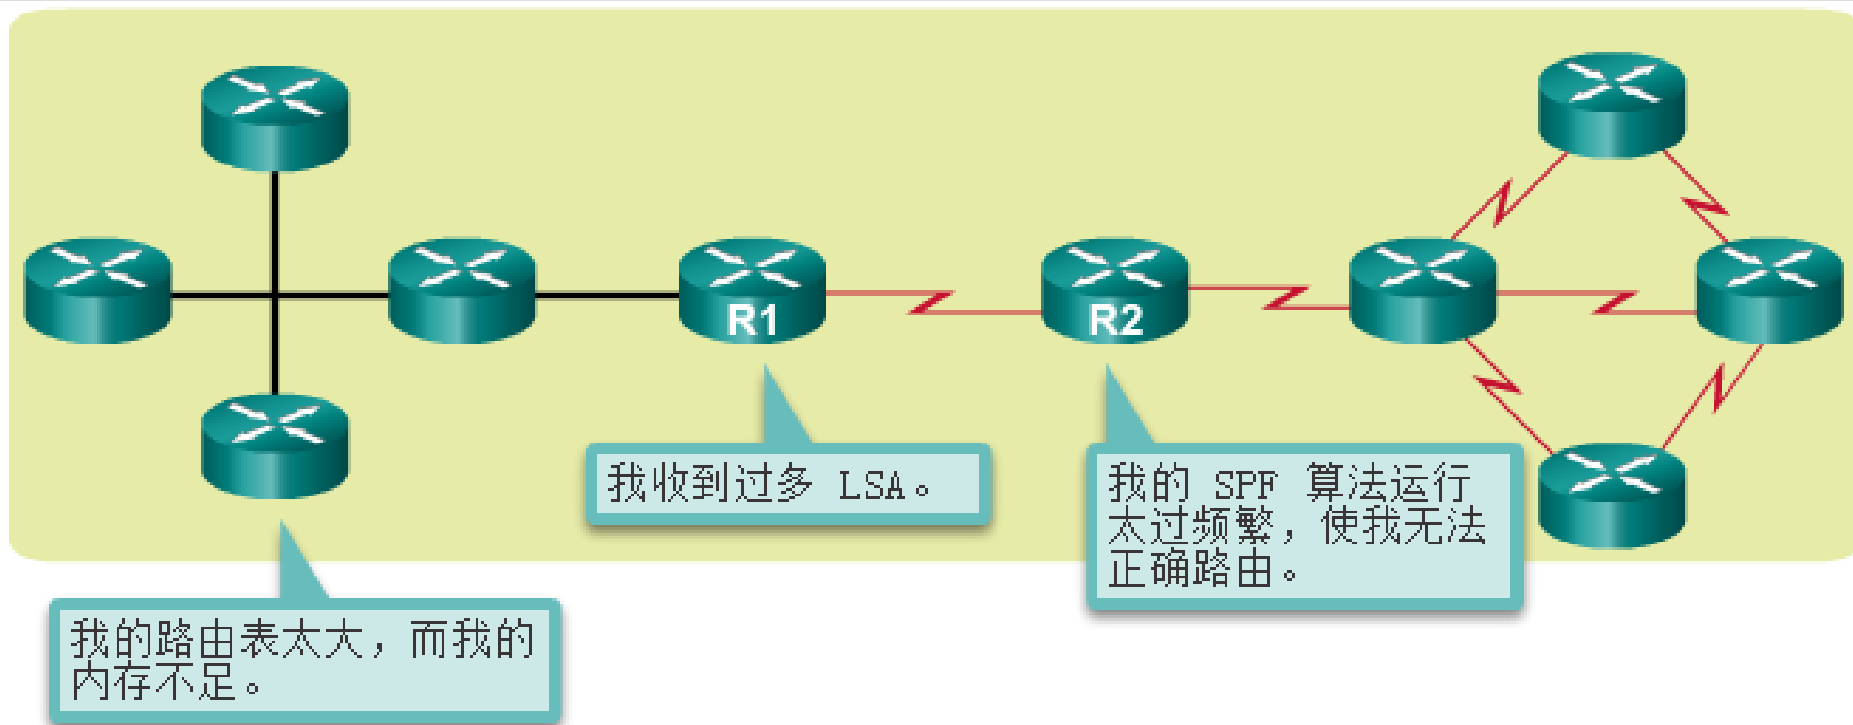 R1
R2
我收到过多 LSA。
我的 SPF 算法运行
太过频繁，使我无法
正确路由。
我的路由表太大，而我的
内存不足。